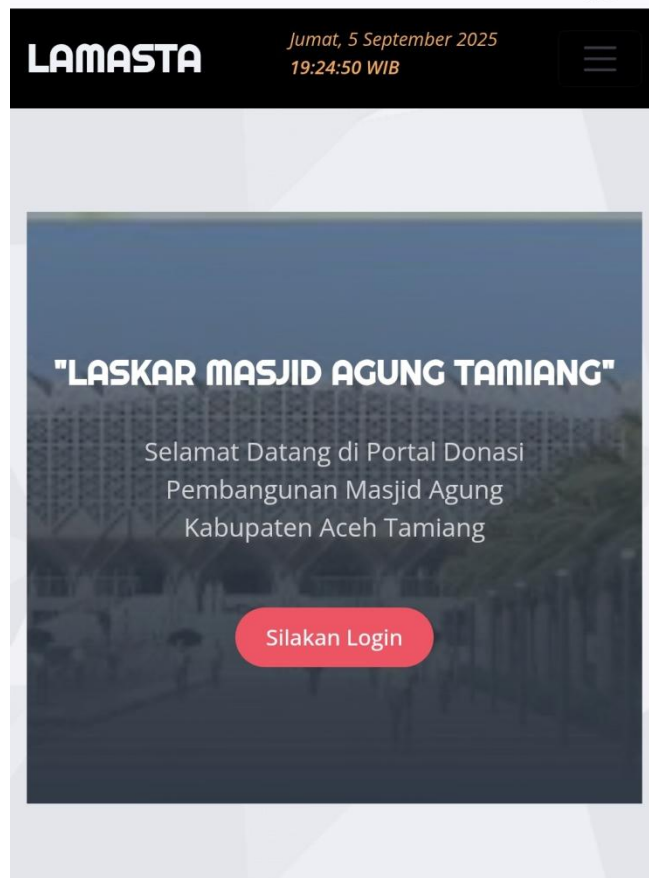 LAMASTA
Jumat, 5 September 2025
19:24:50 WIB
"LASKAR MASJID AGUNG TAMIANG"
Selamat Datang di Portal Donasi
Pembangunan Masjid Agung
Kabupaten Aceh Tamiang
Silakan Login